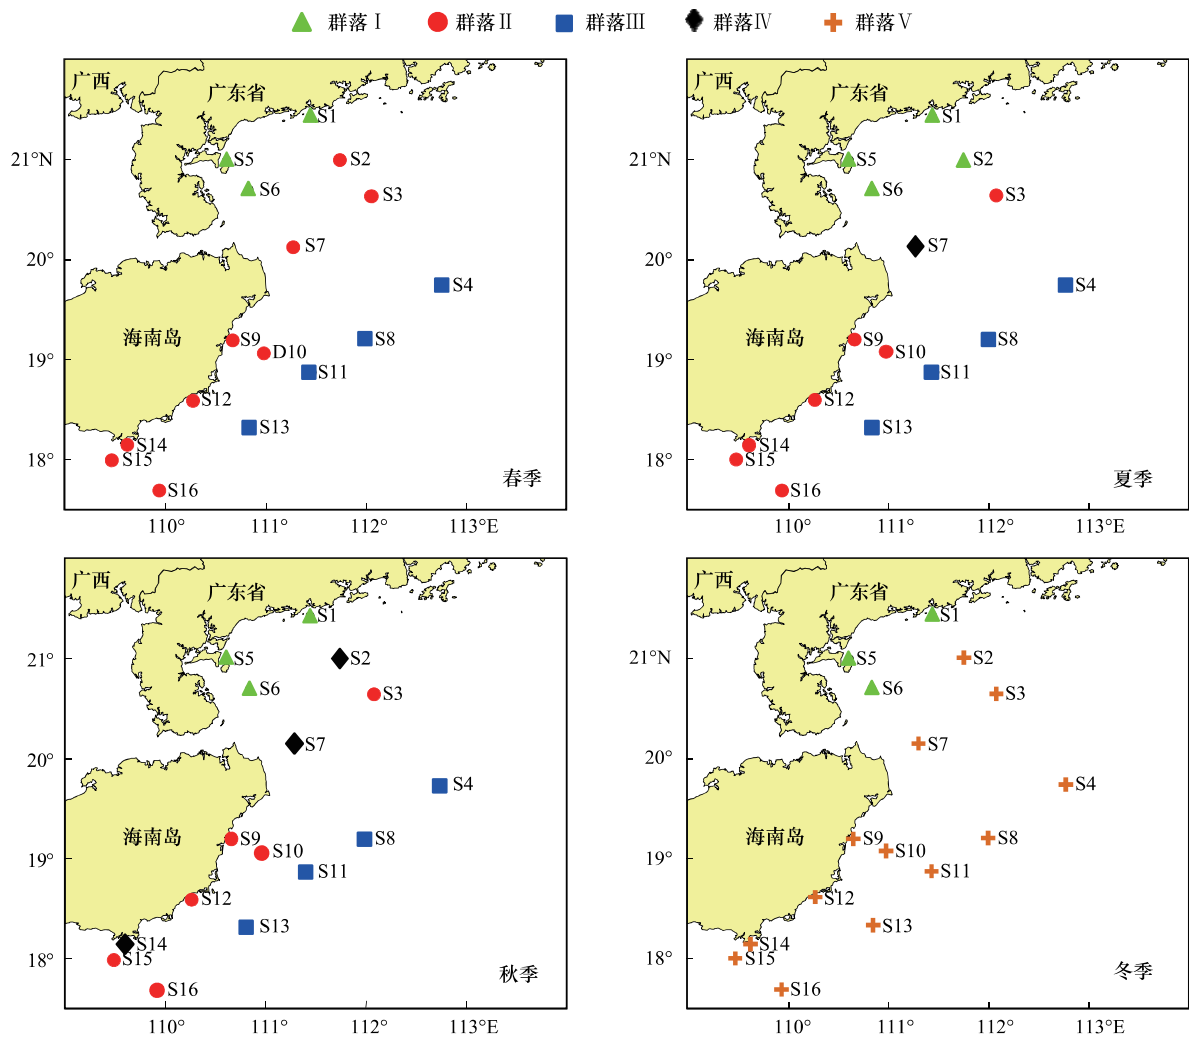 群落Ⅰ 群落Ⅱ 群落Ⅲ 群落Ⅳ 群落Ⅴ
广西
广东省
S1
21°N
S5
S2
S6
S3
S7
20°
S4
海南岛
S9
S8
19°
D10
S11
S12
S13
S14
18°
S15
春季
S16
110° 111° 112° 113°E
广西
广东省
S1
21°N
S5
S2
S6
S3
S7
20°
S4
海南岛
S9
S8
19°
S10
S11
S12
S13
S14
18°
S15
夏季
S16
110° 111° 112° 113°E
广西
广东省
S1
21°
S5
S2
S6
S3
S7
20°
S4
海南岛
S9
S8
19°
S10
S11
S12
S13
S14
18°
S15
秋季
S16
110° 111° 112° 113°E
广西
广东省
S1
21°N
S5
S2
S6
S3
S7
20°
S4
海南岛
S9
S8
19°
S10
S11
S12
S13
S14
18°
S15
冬季
S16
110° 111° 112° 113°E